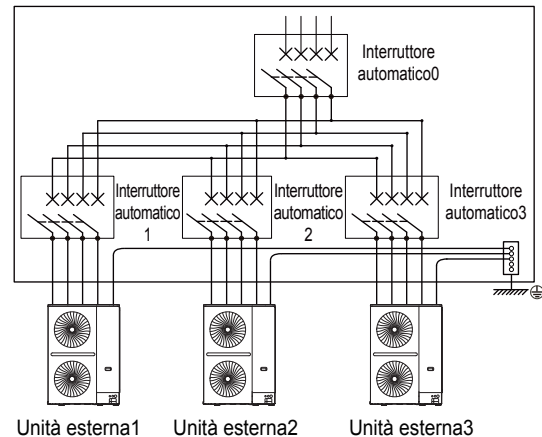 Interruttore
automatico0
Interruttore
automatico
1
Interruttore
automatico
2
Interruttore
automatico3
Unità esterna1
Unità esterna2
Unità esterna3